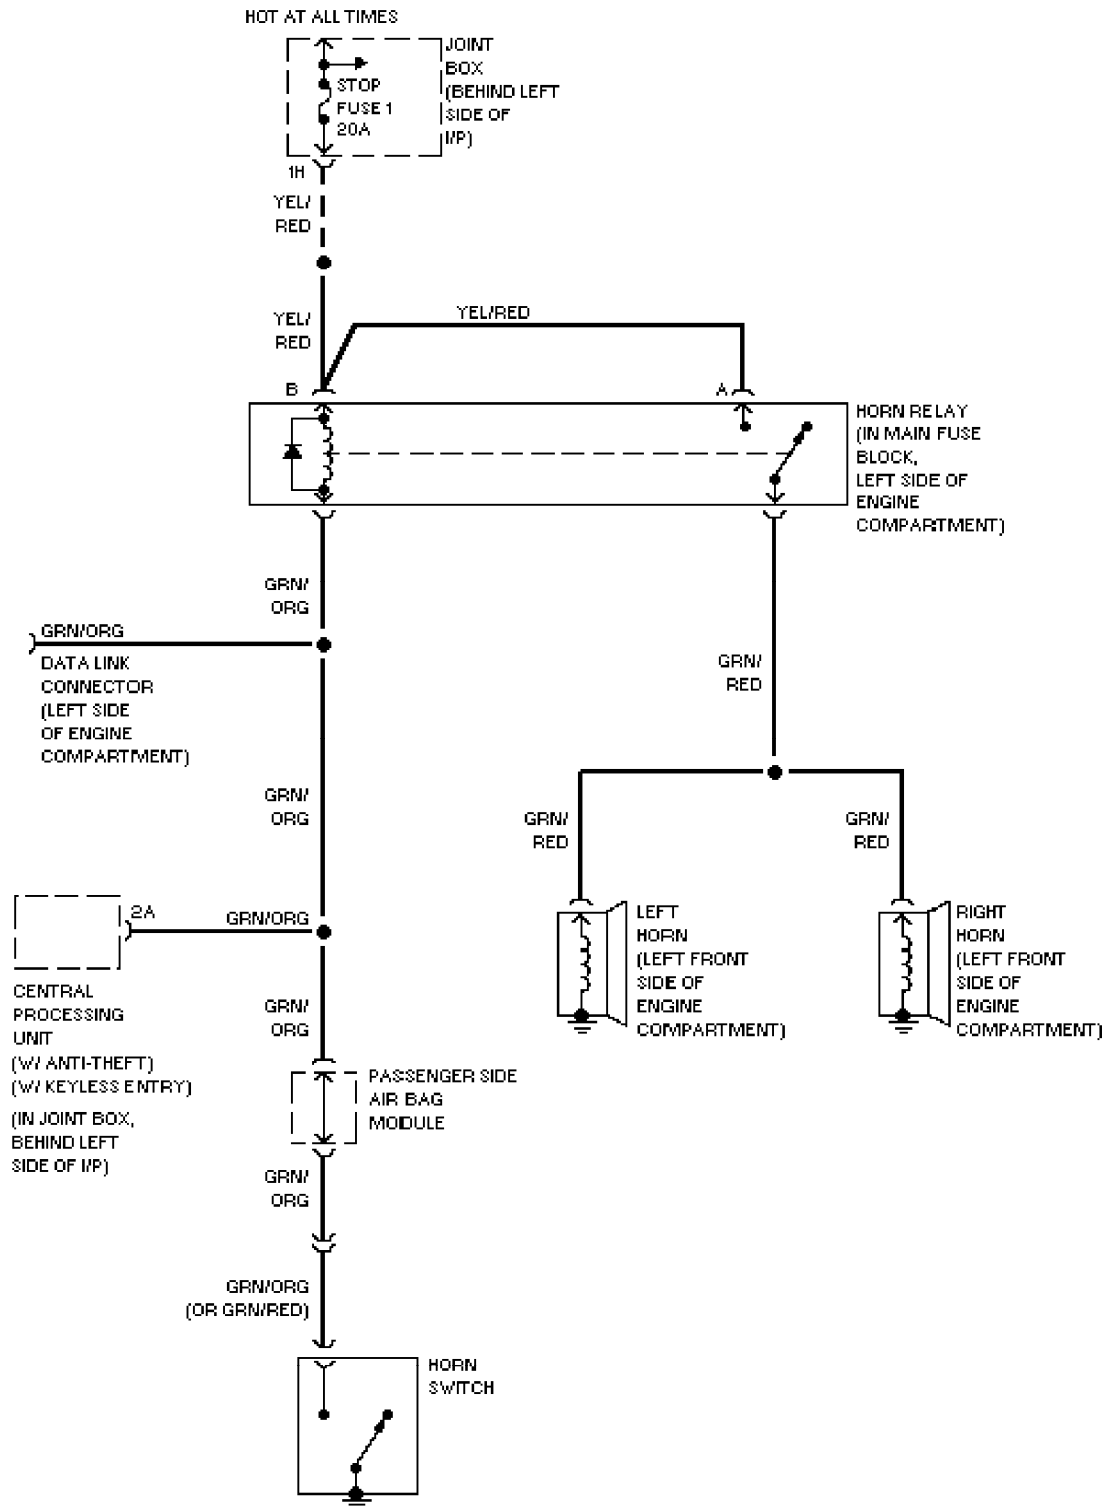 HOT AT ALL TIMES
JOINT
BOX
(BEHIND LEFT
SIDE OF
I/P)
STOP
FUSE 1
20A
1H
YEL/
RED
YEL/
RED
YEL/RED
B
A
HORN RELAY
(IN MAIN FUSE
BLOCK,
LEFT SIDE OF
ENGINE
COMPARTMENT)
GRN/
ORG
GRN/ORG
DATA LINK
CONNECTOR
(LEFT SIDE
OF ENGINE
COMPARTMENT)
GRN/
RED
GRN/
ORG
GRN/
RED
GRN/
RED
2A
GRN/ORG
CENTRAL
PROCESSING
UNIT
(W/ ANTI-THEFT)
(W/ KEYLESS ENTRY)
(IN JOINT BOX,
BEHIND LEFT
SIDE OF I/P)
LEFT
HORN
(LEFT FRONT
SIDE OF
ENGINE
COMPARTMENT)
RIGHT
HORN
(LEFT FRONT
SIDE OF
ENGINE
COMPARTMENT)
GRN/
ORG
PASSENGER SIDE
AIR BAG
MODULE
GRN/
ORG
GRN/ORG
(OR GRN/RED)
HORN
SWITCH